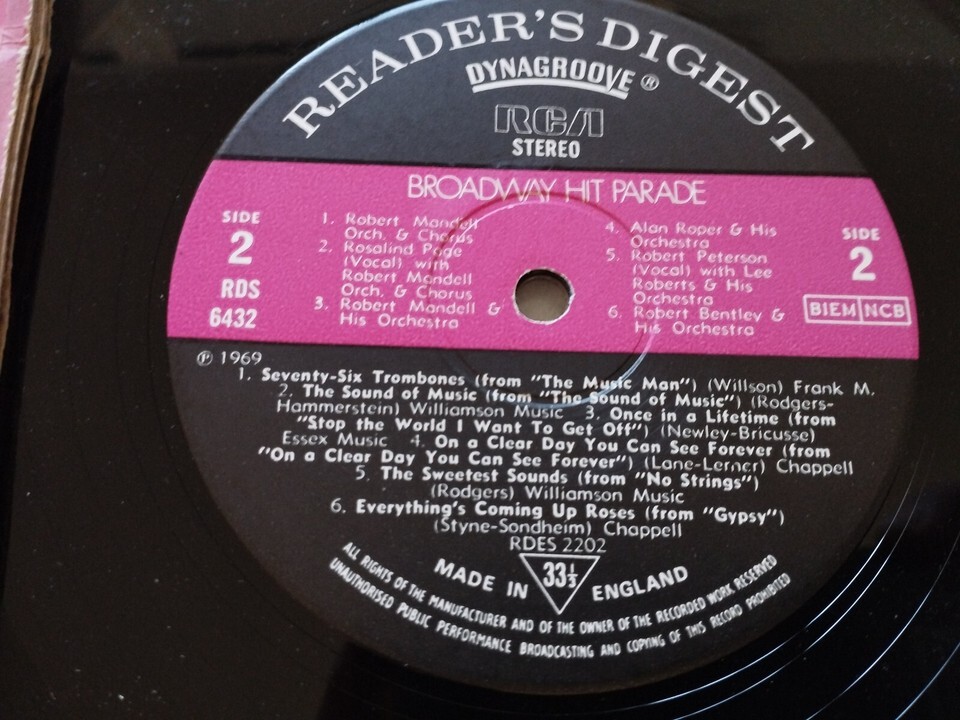 READER'S DIGEST
DYNAGROOVE ®
RCA
STEREO
BROADWAY HIT PARADE
SIDE
2
RDS
6432
1. Robert Mandell
Orch. & Chorus
2. Rosalind Page
(Vocal) with
Robert Mandell
Orch. & Chorus
3. Robert Mandell &
His Orchestra
4. Alan Roper & His
Orchestra
5. Robert Peterson
(Vocal) with Lee
Roberts & His
Orchestra
6. Robert Bentley &
His Orchestra
SIDE
2
BIEM NCB
℗ 1969
1. Seventy-Six Trombones (from "The Music Man") (Willson) Frank M.
2. The Sound of Music (from "The Sound of Music") (Rodgers-
Hammerstein) Williamson Music 3. Once in a Lifetime (from
"Stop the World I Want To Get Off") (Newley-Bricusse)
Essex Music 4. On a Clear Day You Can See Forever (from
"On a Clear Day You Can See Forever") (Lane-Lerner) Chappell
5. The Sweetest Sounds (from "No Strings")
(Rodgers) Williamson Music
6. Everything's Coming Up Roses (from "Gypsy")
(Styne-Sondheim) Chappell
RDES 2202
MADE IN 33⅓ ENGLAND
ALL RIGHTS OF THE MANUFACTURER AND OF THE OWNER OF THE RECORDED WORK RESERVED
UNAUTHORISED PUBLIC PERFORMANCE BROADCASTING AND COPYING OF THIS RECORD PROHIBITED